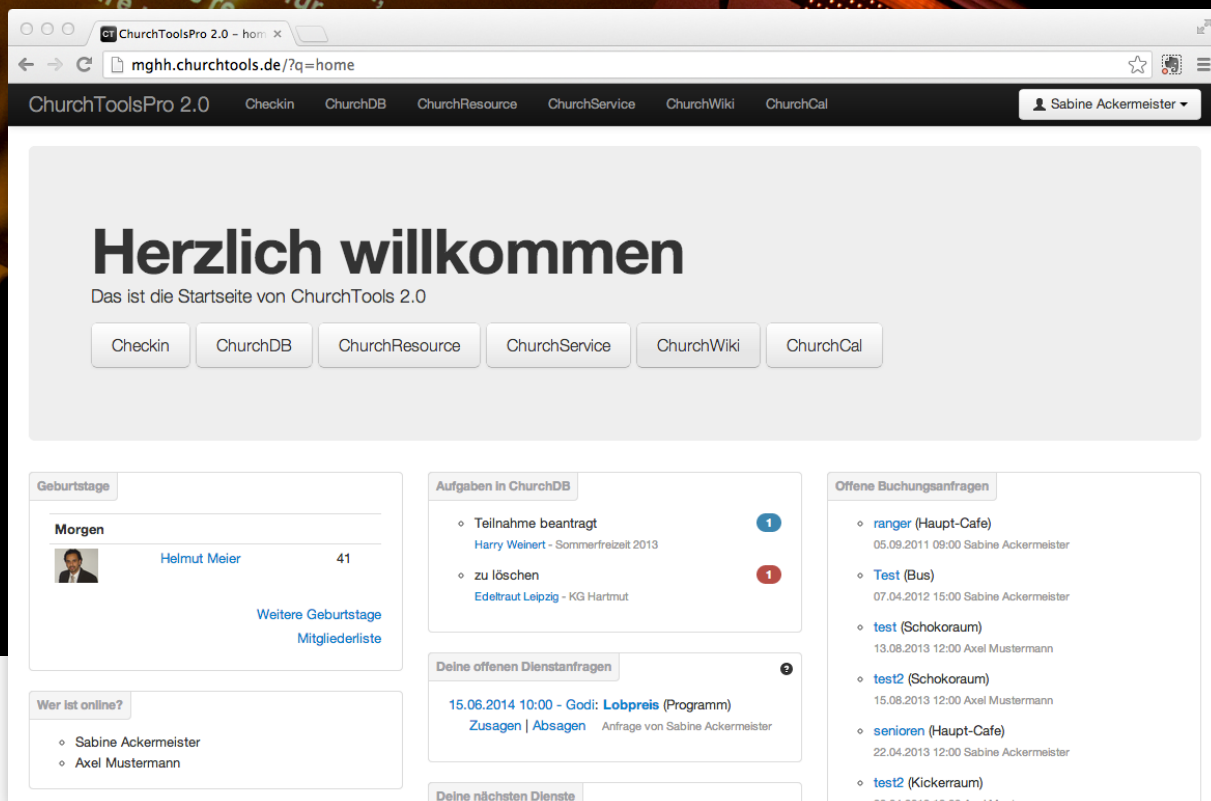 ChurchToolsPro 2.0 - hom
mghh.churchtools.de/?q=home
ChurchToolsPro 2.0 Checkin ChurchDB ChurchResource ChurchService ChurchWiki ChurchCal Sabine Ackermeister
Herzlich willkommen
Das ist die Startseite von ChurchTools 2.0
Checkin ChurchDB ChurchResource ChurchService ChurchWiki ChurchCal
Geburtstage
Morgen
Helmut Meier 41
Weitere Geburtstage
Mitgliederliste
Wer ist online?
Sabine Ackermeister
Axel Mustermann
Aufgaben in ChurchDB
Teilnahme beantragt 1
Harry Weinert - Sommerfreizeit 2013
zu löschen 1
Edeltraut Leipzig - KG Hartmut
Deine offenen Dienstanfragen
15.06.2014 10:00 - Godi: Lobpreis (Programm)
Zusagen | Absagen Anfrage von Sabine Ackermeister
Deine nächsten Dienste
Offene Buchungsanfragen
ranger (Haupt-Cafe)
05.09.2011 09:00 Sabine Ackermeister
Test (Bus)
07.04.2012 15:00 Sabine Ackermeister
test (Schokoraum)
13.08.2013 12:00 Axel Mustermann
test2 (Schokoraum)
15.08.2013 12:00 Axel Mustermann
senioren (Haupt-Cafe)
22.04.2013 12:00 Sabine Ackermeister
test2 (Kickerraum)